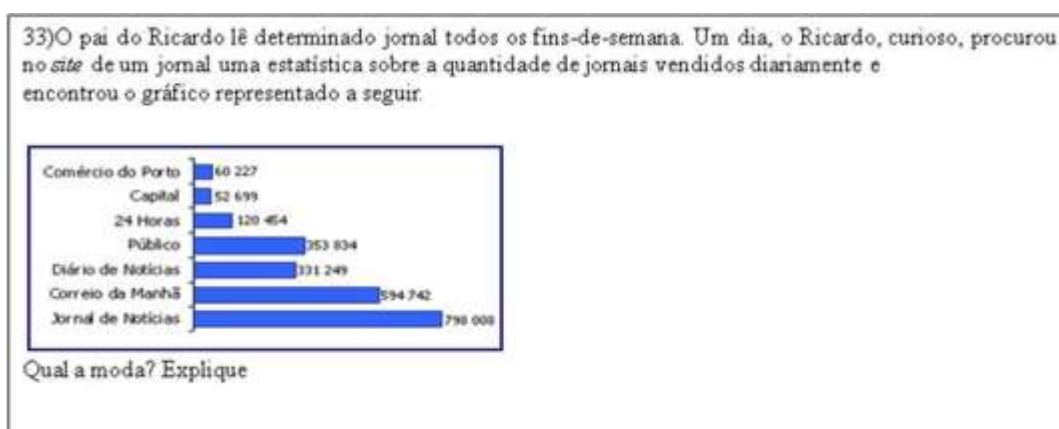 33)O pai do Ricardo lê determinado jornal todos os fins-de-semana. Um dia, o Ricardo, curioso, procurou
no site de um jornal uma estatística sobre a quantidade de jornais vendidos diariamente e
encontrou o gráfico representado a seguir.
Comércio do Porto 60 227
Capital 52 699
24 Horas 120 454
Público 353 834
Diário de Notícias 331 249
Correio da Manhã 594 742
Jornal de Notícias 798 008
Qual a moda? Explique